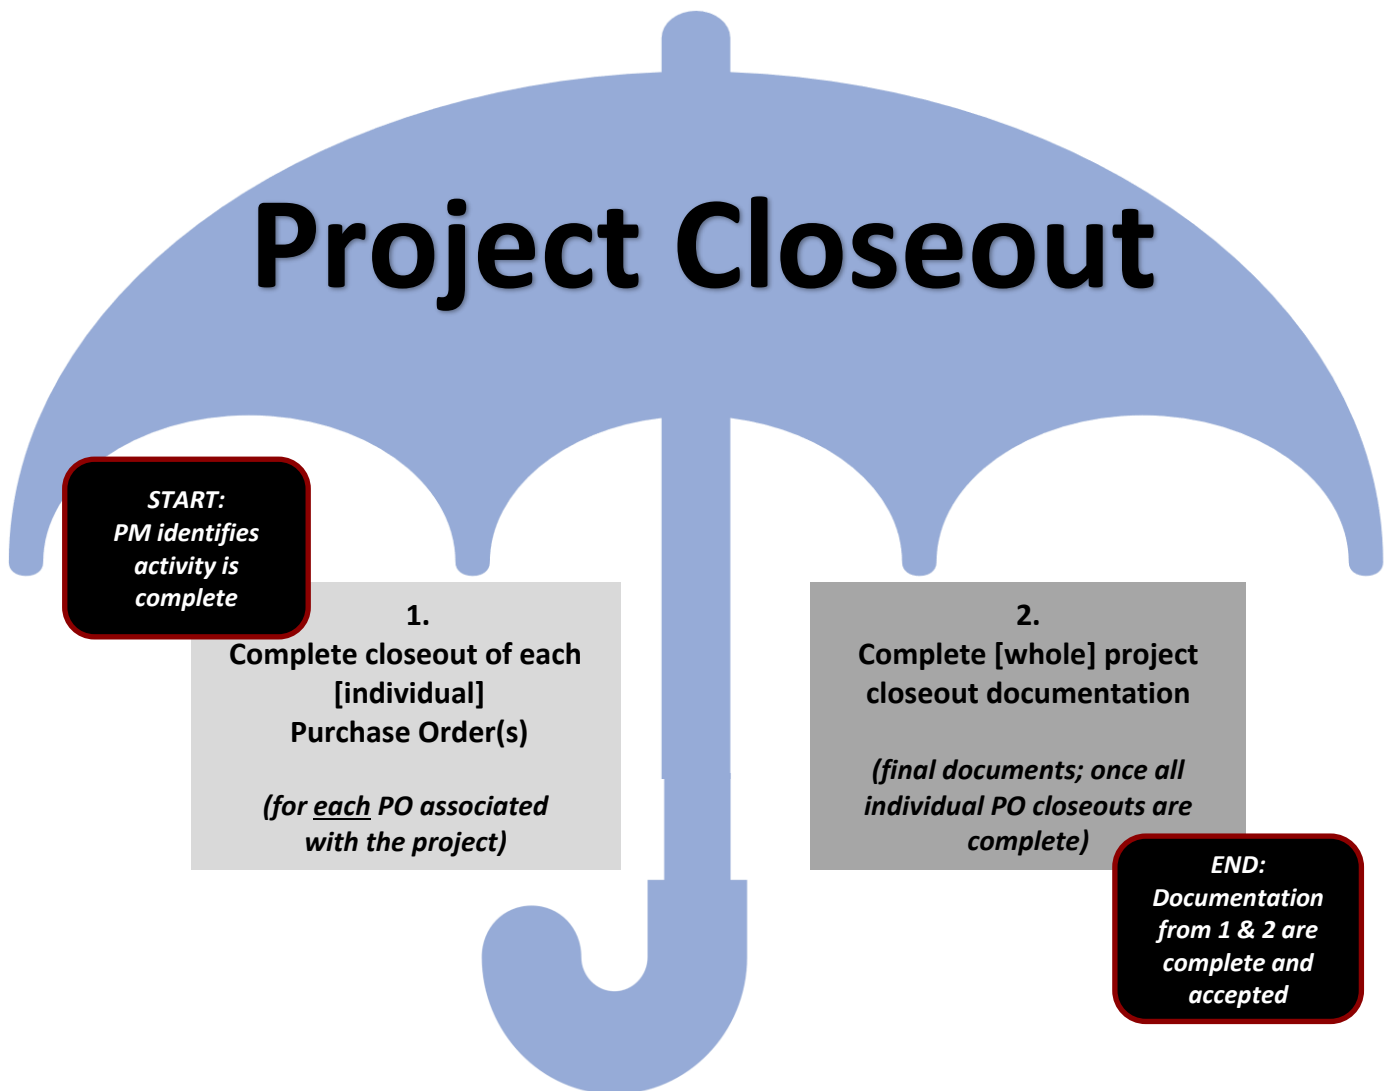 Project Closeout
START:
PM identifies
activity is
complete
1.
Complete closeout of each
[individual]
Purchase Order(s)
(for each PO associated
with the project)
2.
Complete [whole] project
closeout documentation
(final documents; once all
individual PO closeouts are
complete)
END:
Documentation
from 1 & 2 are
complete and
accepted